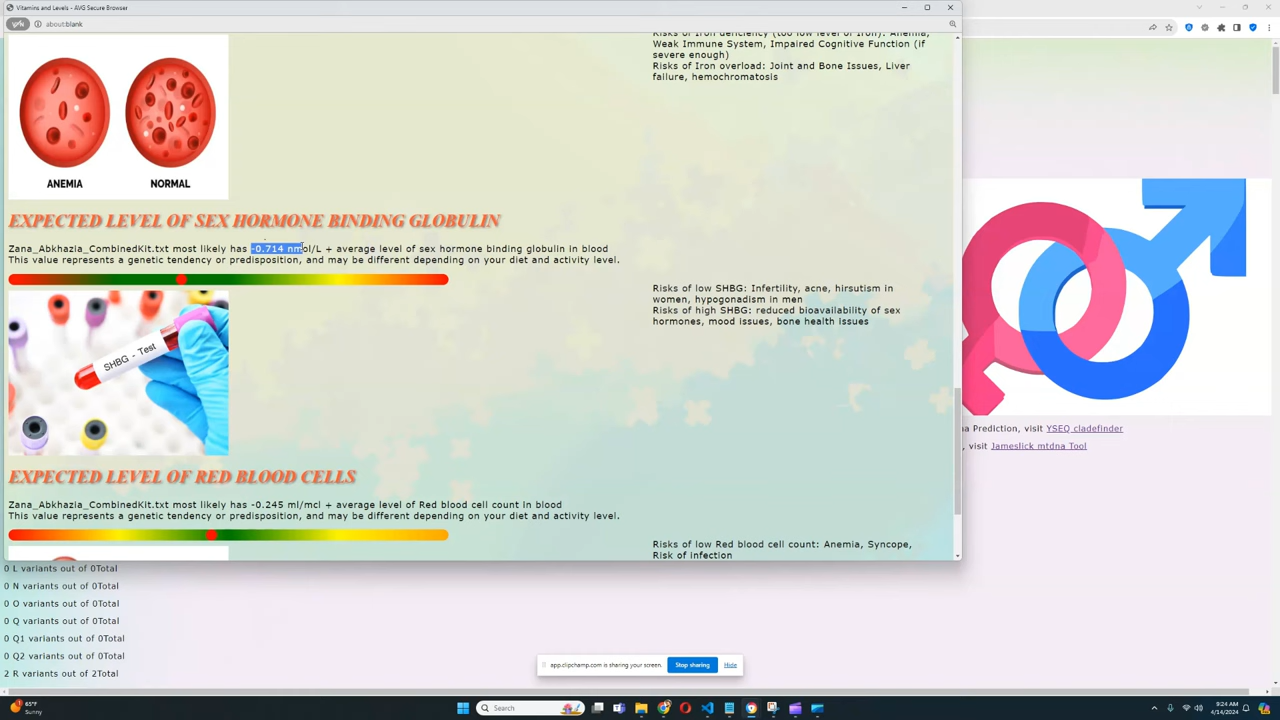 Vitamins and Levels - AVG Secure Browser
VPN
about:blank
Risks of Iron deficiency (too low level of Iron): Anemia,
Weak Immune System, Impaired Cognitive Function (if
severe enough)
Risks of Iron overload: Joint and Bone Issues, Liver
failure, hemochromatosis
ANEMIA
NORMAL
EXPECTED LEVEL OF SEX HORMONE BINDING GLOBULIN
Zana_Abkhazia_CombinedKit.txt most likely has -0.714 nmol/L + average level of sex hormone binding globulin in blood
This value represents a genetic tendency or predisposition, and may be different depending on your diet and activity level.
Risks of low SHBG: Infertility, acne, hirsutism in
women, hypogonadism in men
Risks of high SHBG: reduced bioavailability of sex
hormones, mood issues, bone health issues
SHBG - Test
EXPECTED LEVEL OF RED BLOOD CELLS
Zana_Abkhazia_CombinedKit.txt most likely has -0.245 ml/mcl + average level of Red blood cell count in blood
This value represents a genetic tendency or predisposition, and may be different depending on your diet and activity level.
Risks of low Red blood cell count: Anemia, Syncope,
Risk of infection
na Prediction, visit YSEQ cladefinder
, visit Jameslick mtdna Tool
0 L variants out of 0Total
0 N variants out of 0Total
0 O variants out of 0Total
0 Q variants out of 0Total
0 Q1 variants out of 0Total
0 Q2 variants out of 0Total
2 R variants out of 2Total
app.clipchamp.com is sharing your screen.
Stop sharing
Hide
65°F
Sunny
Search
9:24 AM
4/14/2024